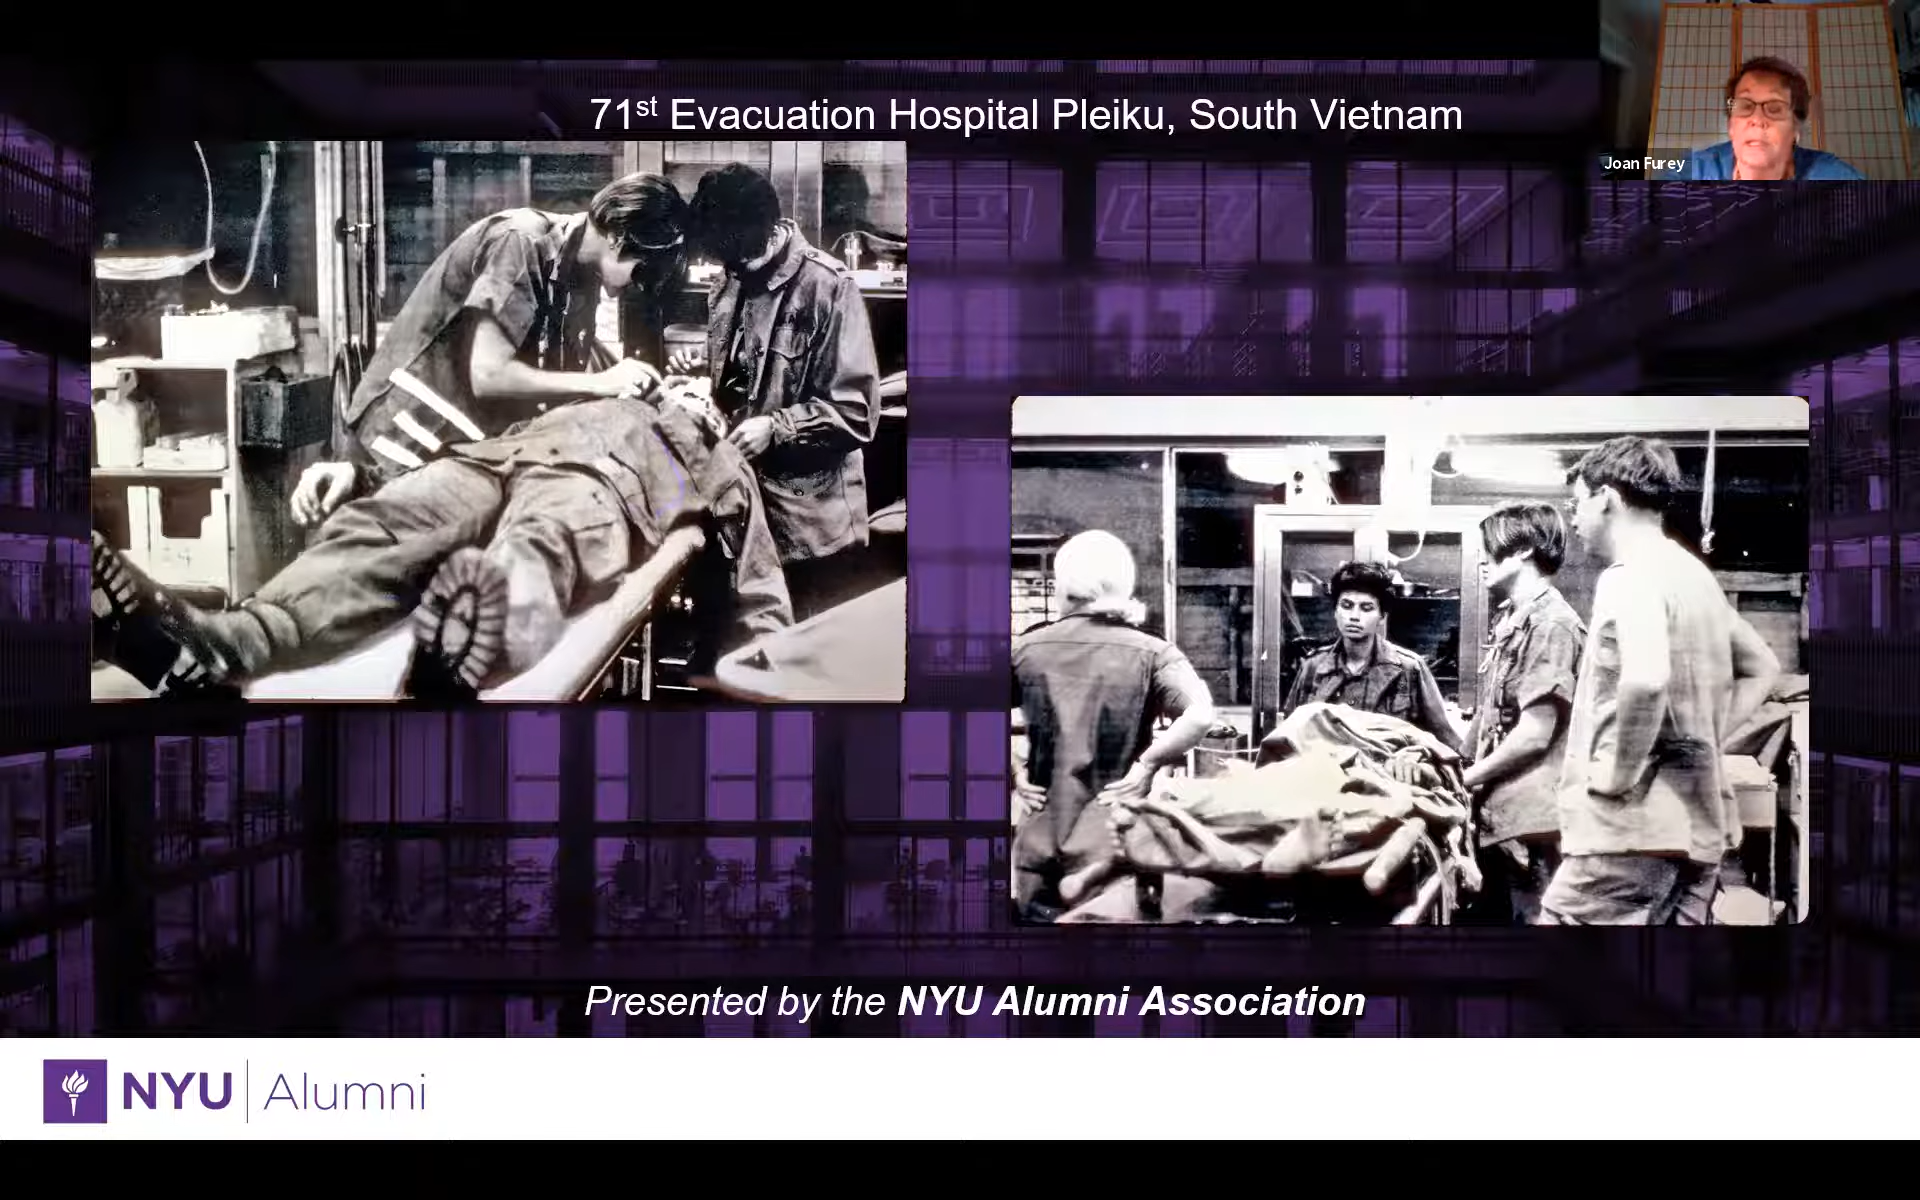 71st Evacuation Hospital Pleiku, South Vietnam
Joan Furey
Presented by the NYU Alumni Association
NYU | Alumni